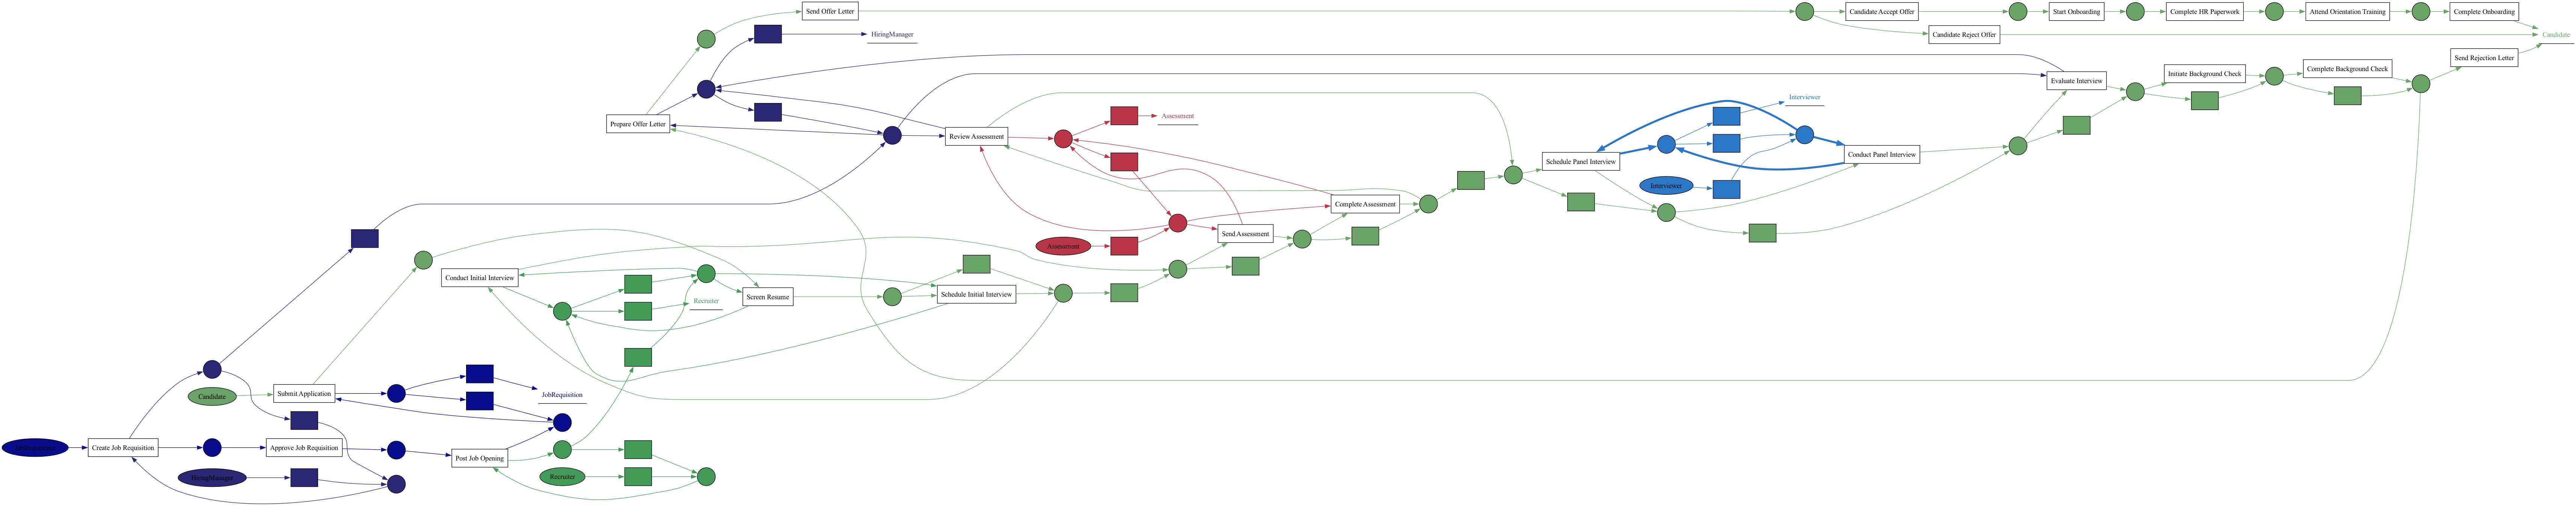 Send Offer Letter
Candidate Accept Offer
Start Onboarding
Complete HR Paperwork
Attend Orientation Training
Complete Onboarding
HiringManager
Candidate Reject Offer
Candidate
Send Rejection Letter
Evaluate Interview
Initiate Background Check
Complete Background Check
Prepare Offer Letter
Review Assessment
Assessment
Interviewer
Schedule Panel Interview
Conduct Panel Interview
Interviewer
Complete Assessment
Send Assessment
Assessment
Conduct Initial Interview
Recruiter
Screen Resume
Schedule Initial Interview
Candidate
Submit Application
JobRequisition
JobRequisition
Create Job Requisition
Approve Job Requisition
Post Job Opening
HiringManager
Recruiter